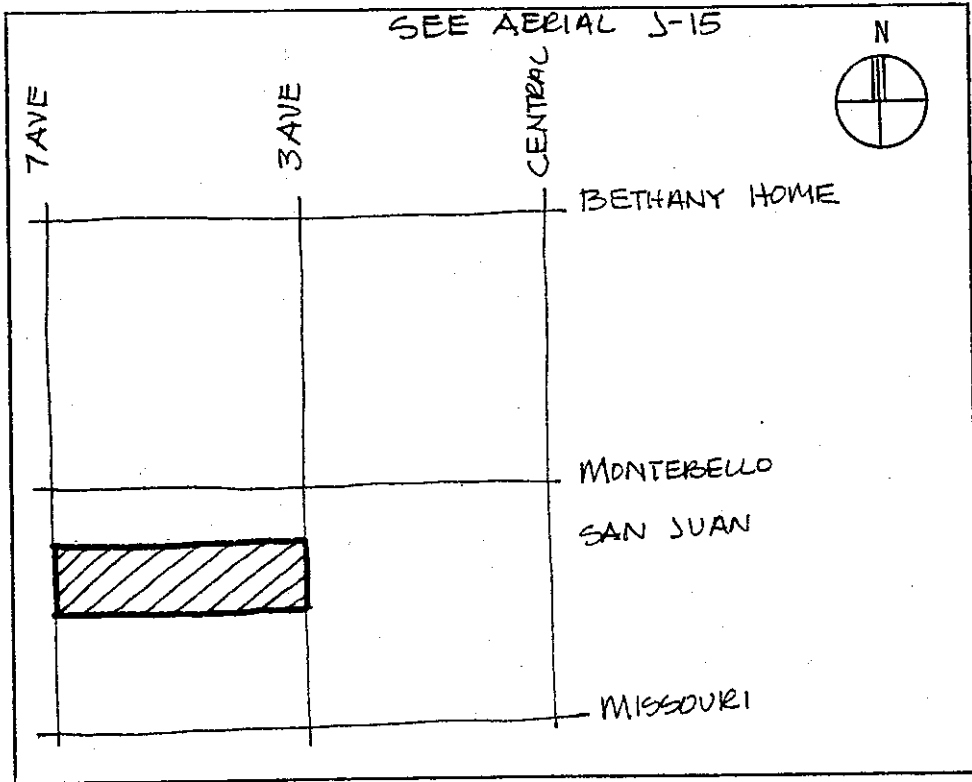 SEE AERIAL J-15
N
7 AVE
3 AVE
CENTRAL
BETHANY HOME
MONTEBELLO
SAN JUAN
MISSOURI